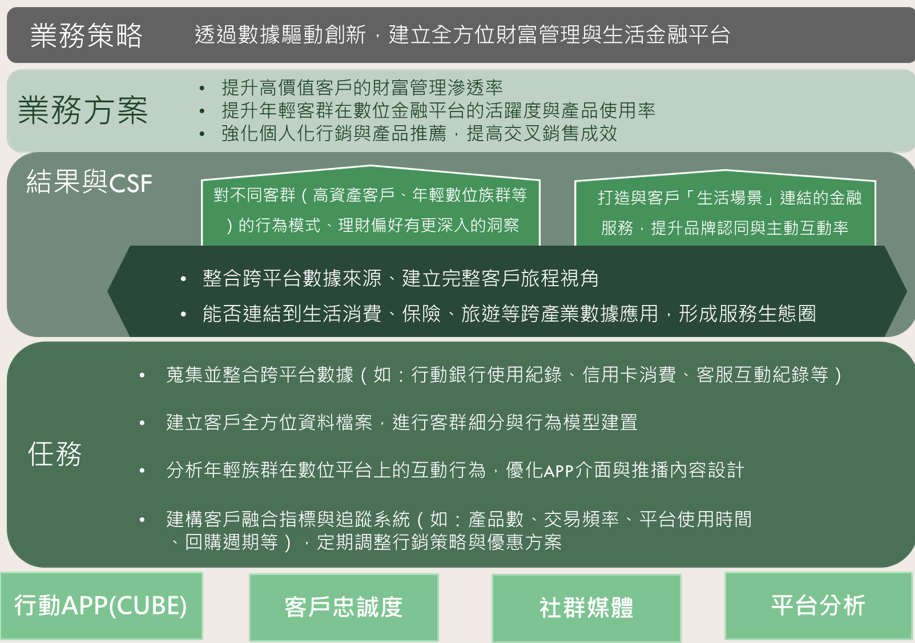 業務策略
透過數據驅動創新，建立全方位財富管理與生活金融平台
業務方案
• 提升高價值客戶的財富管理滲透率
• 提升年輕客群在數位金融平台的活躍度與產品使用率
• 強化個人化行銷與產品推薦，提高交叉銷售成效
結果與CSF
對不同客群（高資產客戶、年輕數位族群等
）的行為模式、理財偏好有更深入的洞察
打造與客戶「生活場景」連結的金融
服務，提升品牌認同與主動互動率
• 整合跨平台數據來源、建立完整客戶旅程視角
• 能否連結到生活消費、保險、旅遊等跨產業數據應用，形成服務生態圈
任務
• 蒐集並整合跨平台數據（如：行動銀行使用紀錄、信用卡消費、客服互動紀錄等）
• 建立客戶全方位資料檔案，進行客群細分與行為模型建置
• 分析年輕族群在數位平台上的互動行為，優化APP介面與推播內容設計
• 建構客戶融合指標與追蹤系統（如：產品數、交易頻率、平台使用時間
、回購週期等），定期調整行銷策略與優惠方案
行動APP(CUBE)
客戶忠誠度
社群媒體
平台分析